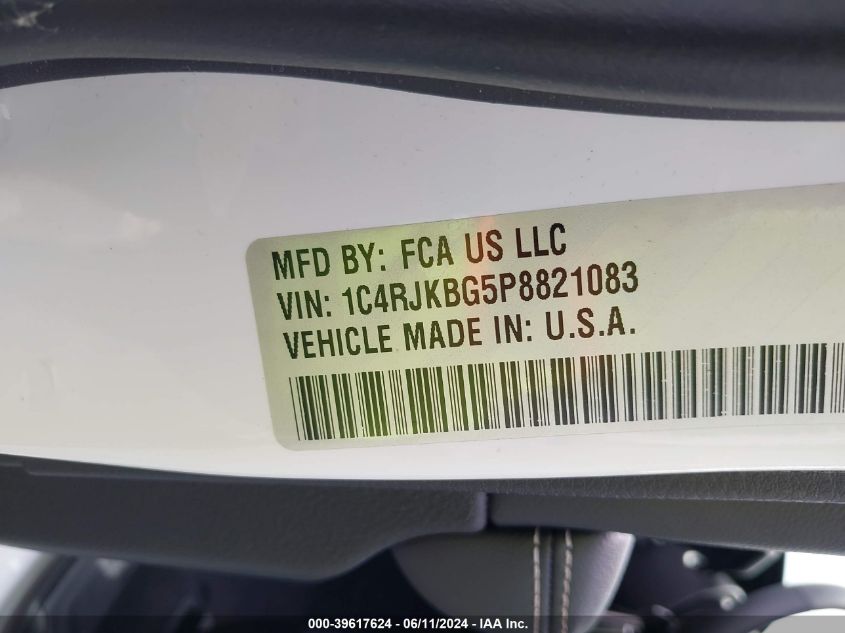 MFD BY: FCA US LLC
VIN: 1C4RJKBG5P8821083
VEHICLE MADE IN: U.S.A.
000-39617624 - 06/11/2024 - IAA Inc.